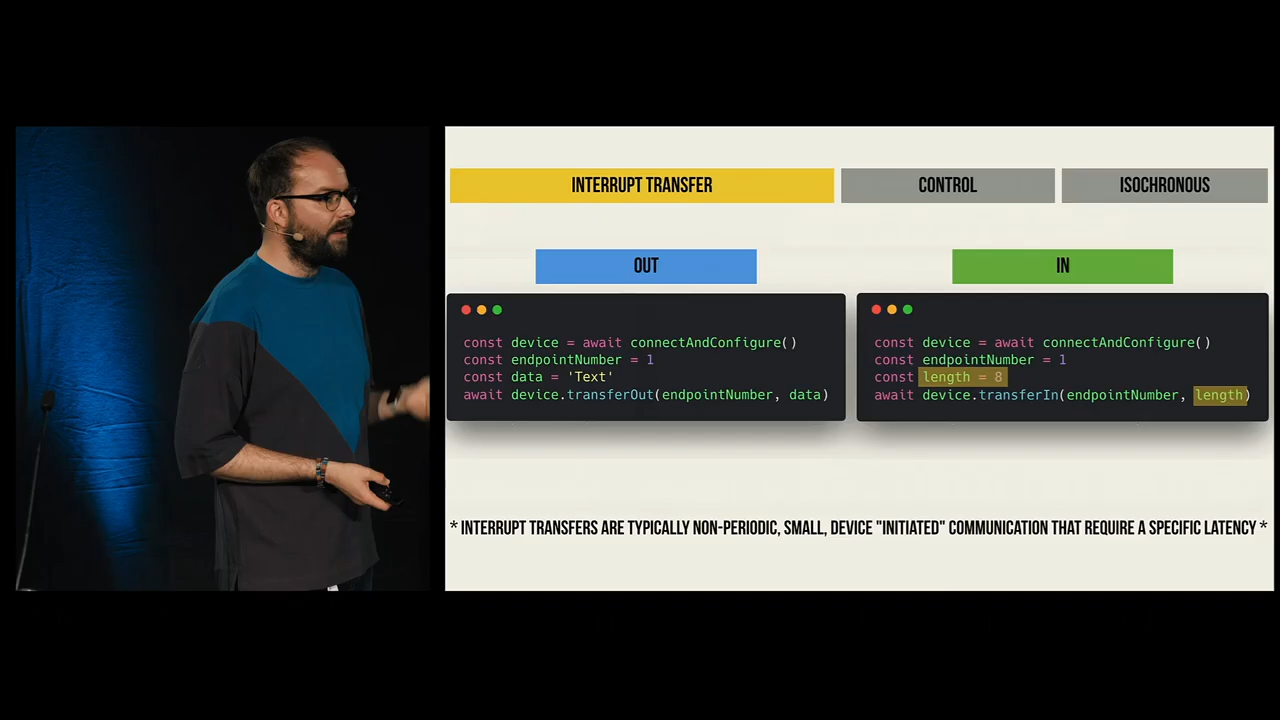 INTERRUPT TRANSFER
CONTROL
ISOCHRONOUS
OUT
IN
const device = await connectAndConfigure()
const endpointNumber = 1
const data = 'Text'
await device.transferOut(endpointNumber, data)
const device = await connectAndConfigure()
const endpointNumber = 1
const length = 8
await device.transferIn(endpointNumber, length)
* INTERRUPT TRANSFERS ARE TYPICALLY NON-PERIODIC, SMALL, DEVICE "INITIATED" COMMUNICATION THAT REQUIRE A SPECIFIC LATENCY *